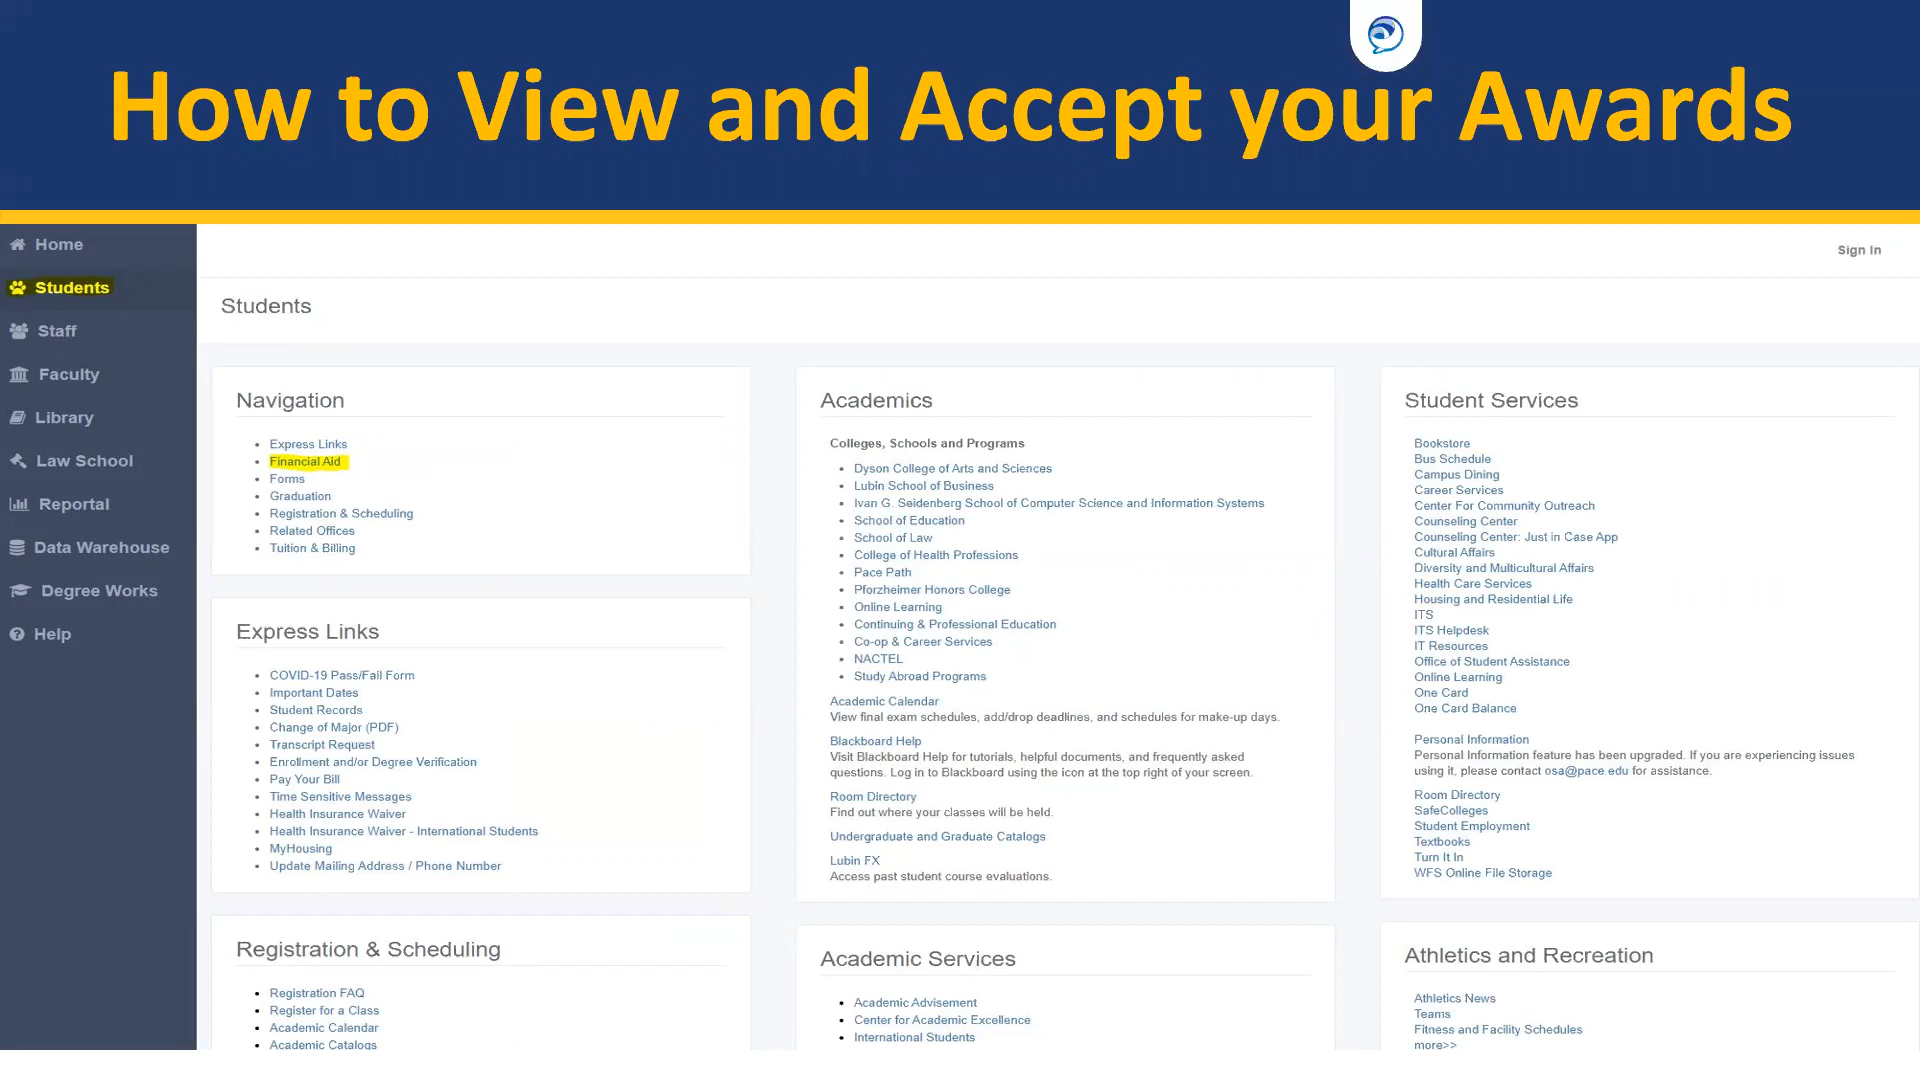 How to View and Accept your Awards
Home
Students
Staff
Faculty
Library
Law School
Reportal
Data Warehouse
Degree Works
Help
Sign In
Students
Navigation
Express Links
Financial Aid
Forms
Graduation
Registration & Scheduling
Related Offices
Tuition & Billing
Express Links
COVID-19 Pass/Fail Form
Important Dates
Student Records
Change of Major (PDF)
Transcript Request
Enrollment and/or Degree Verification
Pay Your Bill
Time Sensitive Messages
Health Insurance Waiver
Health Insurance Waiver - International Students
MyHousing
Update Mailing Address / Phone Number
Registration & Scheduling
Registration FAQ
Register for a Class
Academic Calendar
Academic Catalogs
Academics
Colleges, Schools and Programs
Dyson College of Arts and Sciences
Lubin School of Business
Ivan G. Seidenberg School of Computer Science and Information Systems
School of Education
School of Law
College of Health Professions
Pace Path
Pforzheimer Honors College
Online Learning
Continuing & Professional Education
Co-op & Career Services
NACTEL
Study Abroad Programs
Academic Calendar
View final exam schedules, add/drop deadlines, and schedules for make-up days.
Blackboard Help
Visit Blackboard Help for tutorials, helpful documents, and frequently asked
questions. Log in to Blackboard using the icon at the top right of your screen.
Room Directory
Find out where your classes will be held.
Undergraduate and Graduate Catalogs
Lubin FX
Access past student course evaluations.
Academic Services
Academic Advisement
Center for Academic Excellence
International Students
Student Services
Bookstore
Bus Schedule
Campus Dining
Career Services
Center For Community Outreach
Counseling Center
Counseling Center: Just in Case App
Cultural Affairs
Diversity and Multicultural Affairs
Health Care Services
Housing and Residential Life
ITS
ITS Helpdesk
IT Resources
Office of Student Assistance
Online Learning
One Card
One Card Balance
Personal Information
Personal Information feature has been upgraded. If you are experiencing issues
using it, please contact osa@pace.edu for assistance.
Room Directory
SafeColleges
Student Employment
Textbooks
Turn It In
WFS Online File Storage
Athletics and Recreation
Athletics News
Teams
Fitness and Facility Schedules
more>>